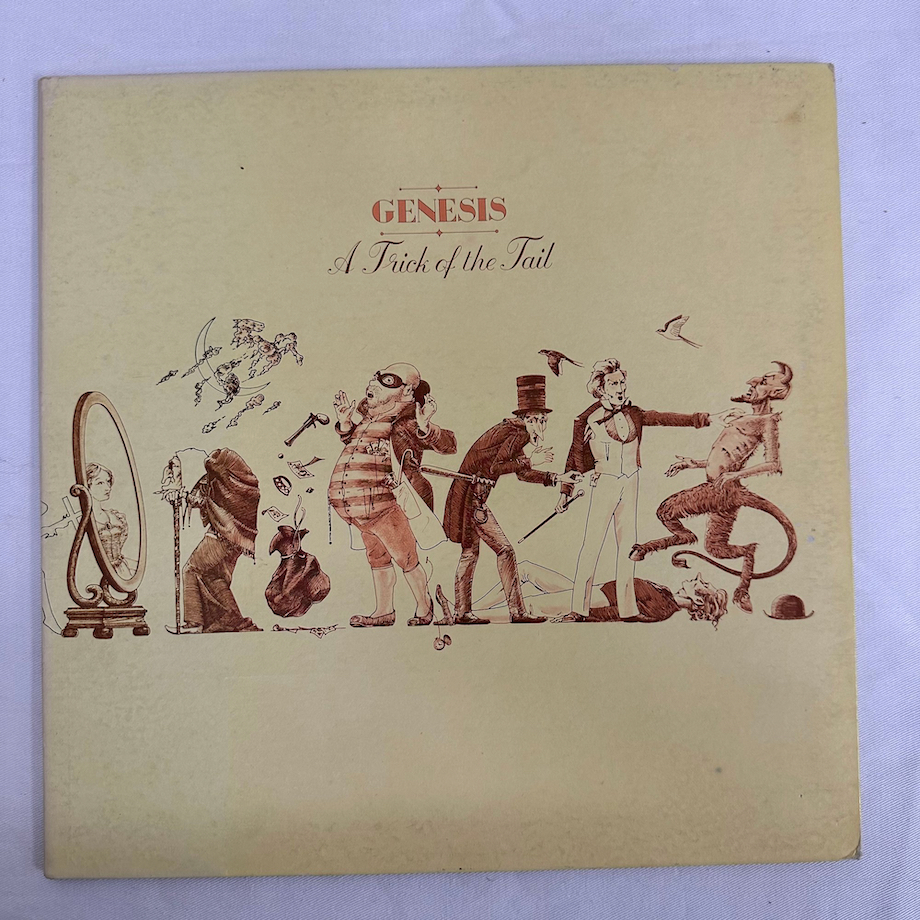 GENESIS
A Trick of the Tail